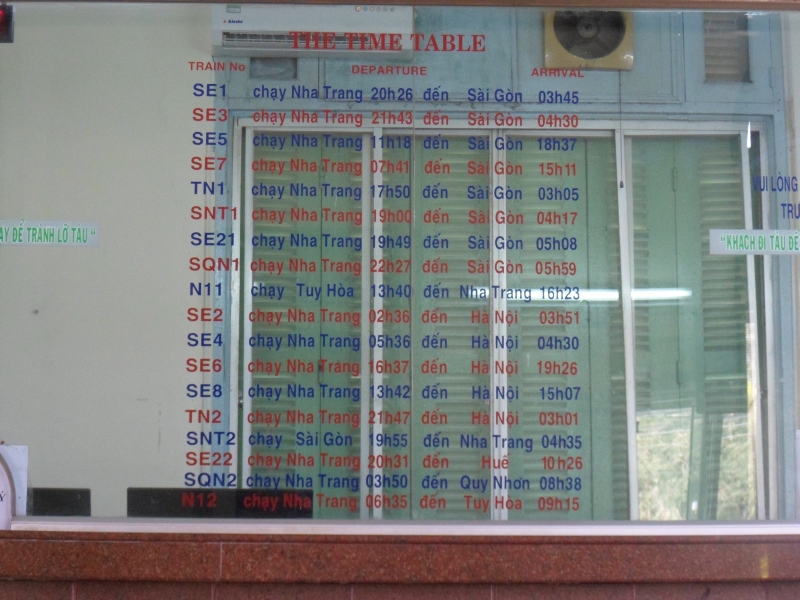 Alaska
THE TIME TABLE
TRAIN No DEPARTURE ARRIVAL
SE1 chạy Nha Trang 20h26 đến Sài Gòn 03h45
SE3 chạy Nha Trang 21h43 đến Sài Gòn 04h30
SE5 chạy Nha Trang 11h18 đến Sài Gòn 18h37
SE7 chạy Nha Trang 07h41 đến Sài Gòn 15h11
TN1 chạy Nha Trang 17h50 đến Sài Gòn 03h05
SNT1 chạy Nha Trang 19h00 đến Sài Gòn 04h17
SE21 chạy Nha Trang 19h49 đến Sài Gòn 05h08
SQN1 chạy Nha Trang 22h27 đến Sài Gòn 05h59
N11 chạy Tuy Hòa 13h40 đến Nha Trang 16h23
SE2 chạy Nha Trang 02h36 đến Hà Nội 03h51
SE4 chạy Nha Trang 05h36 đến Hà Nội 04h30
SE6 chạy Nha Trang 16h37 đến Hà Nội 19h26
SE8 chạy Nha Trang 13h42 đến Hà Nội 15h07
TN2 chạy Nha Trang 21h47 đến Hà Nội 03h01
SNT2 chạy Sài Gòn 19h55 đến Nha Trang 04h35
SE22 chạy Nha Trang 20h31 đến Huế 10h26
SQN2 chạy Nha Trang 03h50 đến Quy Nhơn 08h38
N12 chạy Nha Trang 06h35 đến Tuy Hòa 09h15
VUI LÒNG
TRU
AY ĐỂ TRÁNH LỠ TÀU "
"KHÁCH ĐI TÀU ĐỂ